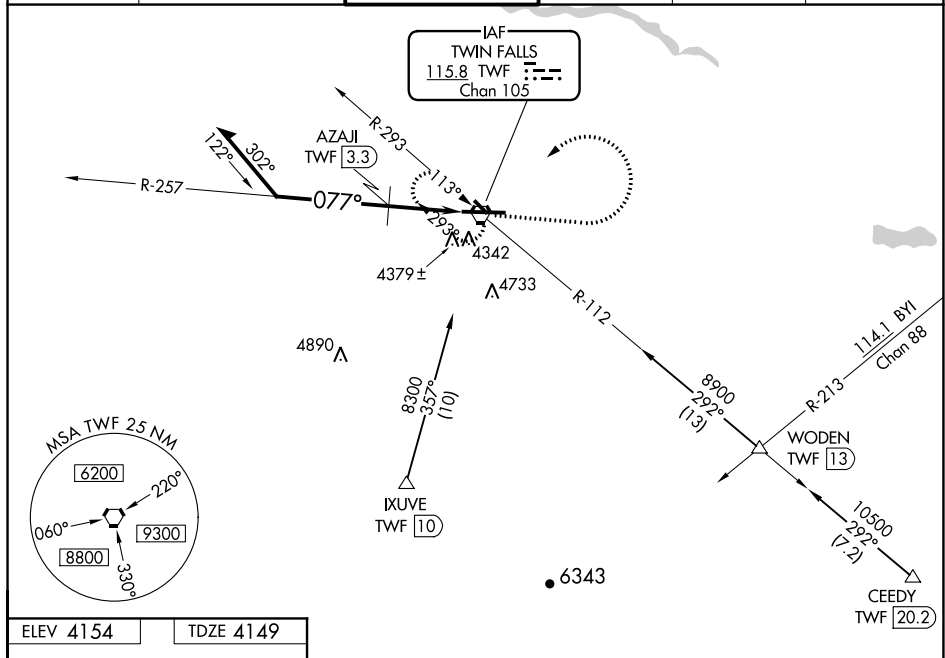 IAF
TWIN FALLS
115.8 TWF
Chan 105
R-293
AZAJI
TWF 3.3
122°
302°
R-257
077°
113°
293°
4342
4379 ±
4733
R-112
4890
114.1 BYI
Chan 88
R-213
8900
292°
(13)
8300
357°
(10)
WODEN
TWF 13
IXUVE
TWF 10
10500
292°
(7.2)
CEEDY
TWF 20.2
6343
MSA TWF 25 NM
6200
220°
060°
9300
8800
330°
ELEV 4154
TDZE 4149